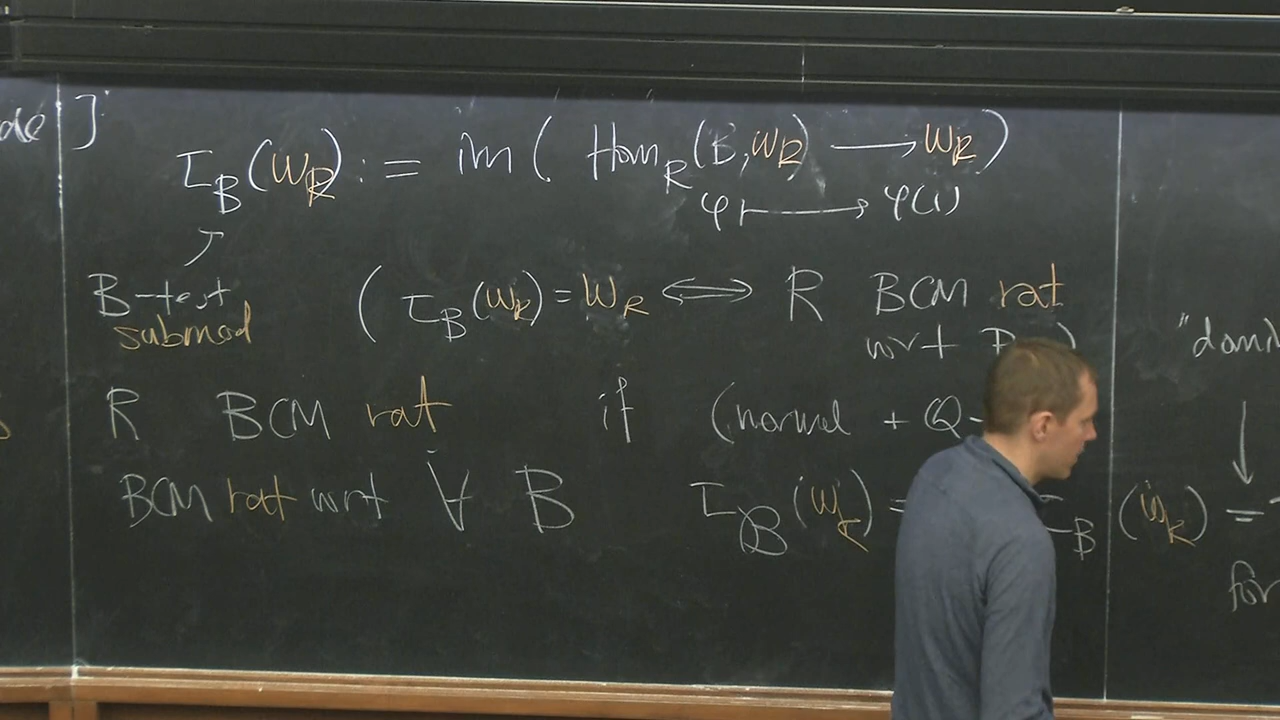 de ]
τ_B(ω_R) := im( Hom_R(B, ω_R) ⟶ ω_R )
φ ⟼ φ(1)
B-test
submod
( τ_B(ω_R) = ω_R ⟺ R BCM rat
wrt
R BCM rat if (normal + Q-
BCM rat wrt ∀ B
τ_B(ω_R) = τ_B(ω_R) =
for